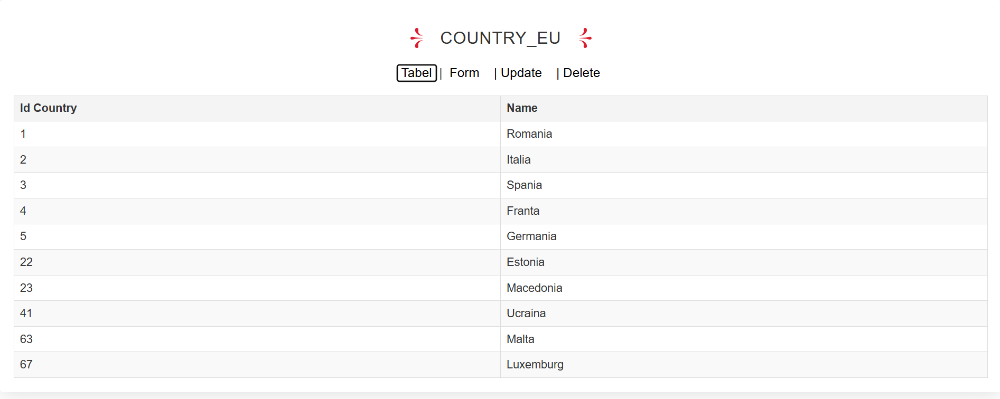 COUNTRY_EU
Tabel | Form | Update | Delete
Id Country Name
1 Romania
2 Italia
3 Spania
4 Franta
5 Germania
22 Estonia
23 Macedonia
41 Ucraina
63 Malta
67 Luxemburg